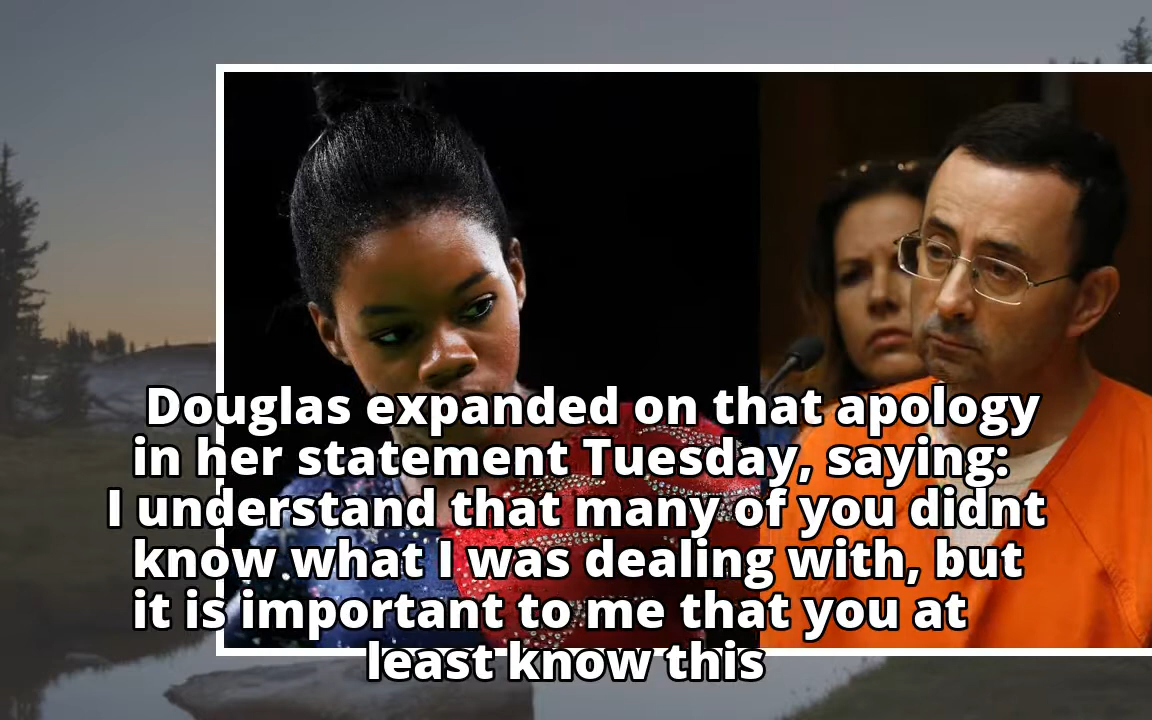 Douglas expanded on that apology
in her statement Tuesday, saying:
I understand that many of you didnt
know what I was dealing with, but
it is important to me that you at
least know this